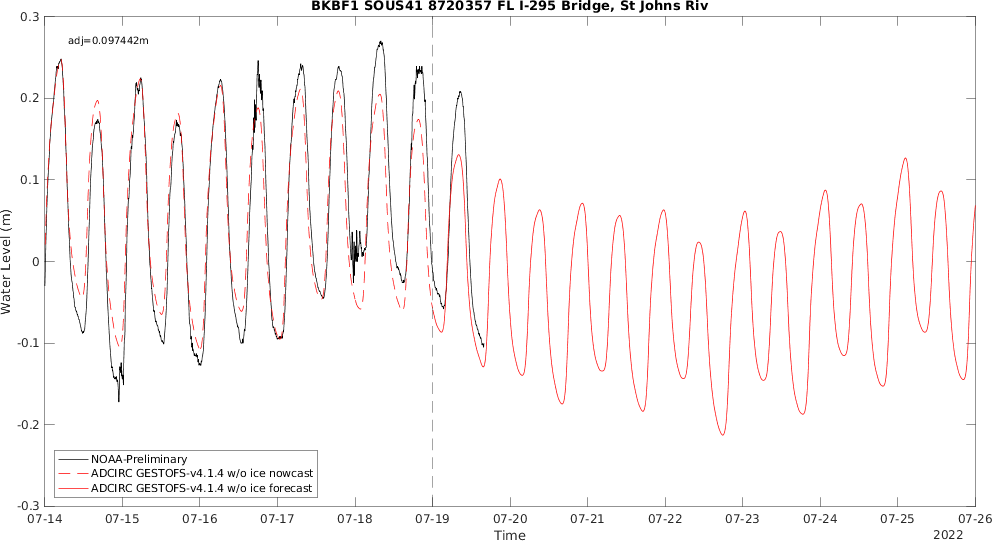 BKBF1 SOUS41 8720357 FL I-295 Bridge, St Johns Riv
adj=0.097442m
0.3
0.2
0.1
0
-0.1
-0.2
-0.3
Water Level (m)
NOAA-Preliminary
ADCIRC GESTOFS-v4.1.4 w/o ice nowcast
ADCIRC GESTOFS-v4.1.4 w/o ice forecast
07-14 07-15 07-16 07-17 07-18 07-19 07-20 07-21 07-22 07-23 07-24 07-25 07-26
Time
2022